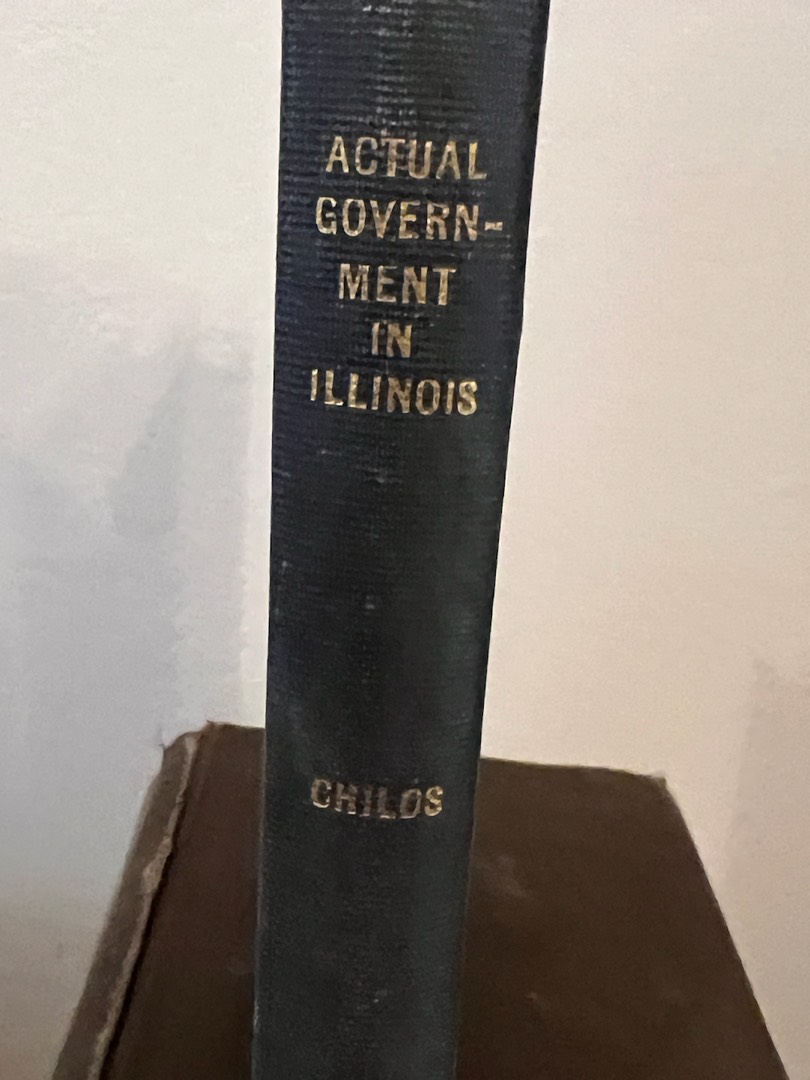 ACTUAL
GOVERN-
MENT
IN
ILLINOIS
CHILDS